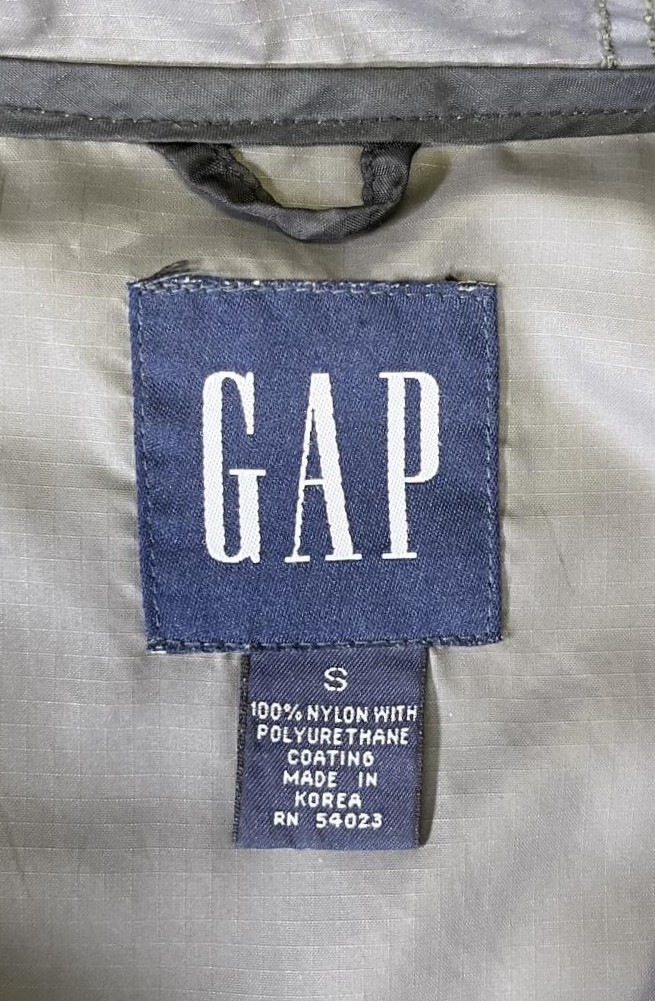 GAP
S
100% NYLON WITH
POLYURETHANE
COATING
MADE IN
KOREA
RN 54023